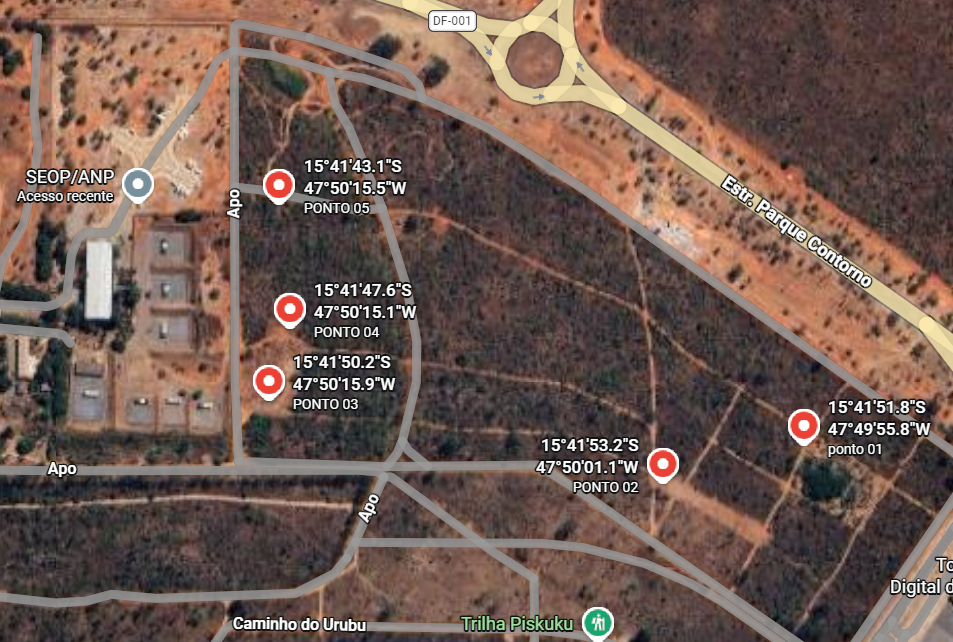 DF-001
SEOP/ANP
Acesso recente
15°41'43.1"S
47°50'15.5"W
PONTO 05
Apo
Estr. Parque Contorno
15°41'47.6"S
47°50'15.1"W
PONTO 04
15°41'50.2"S
47°50'15.9"W
PONTO 03
15°41'51.8"S
47°49'55.8"W
ponto 01
15°41'53.2"S
47°50'01.1"W
PONTO 02
Apo
Apo
To
Digital d
Caminho do Urubu
Trilha Piskuku